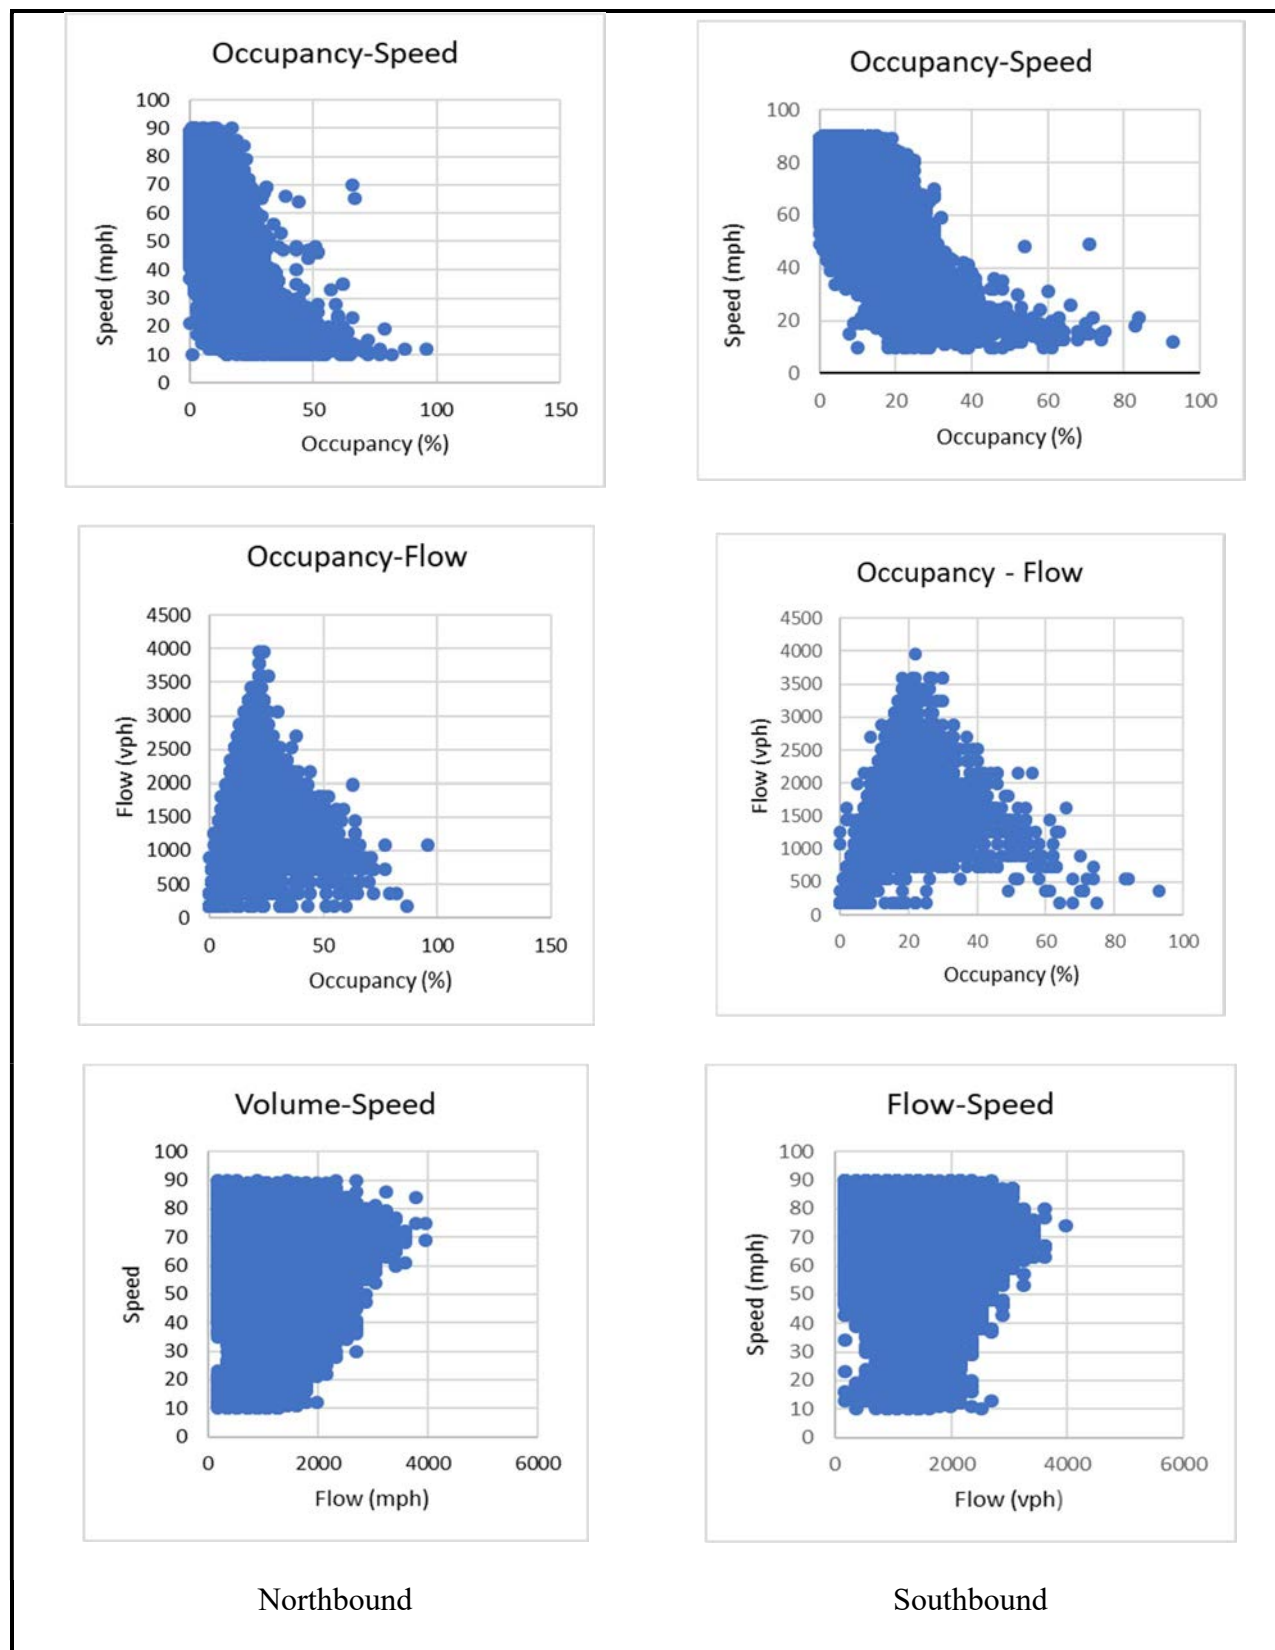 Occupancy-Speed
100
90
80
70
60
50
40
30
20
10
0
Speed (mph)
0 50 100 150
Occupancy (%)
Occupancy-Speed
100
80
60
40
20
0
Speed (mph)
0 20 40 60 80 100
Occupancy (%)
Occupancy-Flow
4500
4000
3500
3000
2500
2000
1500
1000
500
0
Flow (vph)
0 50 100 150
Occupancy (%)
Occupancy - Flow
4500
4000
3500
3000
2500
2000
1500
1000
500
0
Flow (vph)
0 20 40 60 80 100
Occupancy (%)
Volume-Speed
100
90
80
70
60
50
40
30
20
10
0
Speed
0 2000 4000 6000
Flow (mph)
Flow-Speed
100
90
80
70
60
50
40
30
20
10
0
Speed (mph)
0 2000 4000 6000
Flow (vph)
Northbound Southbound